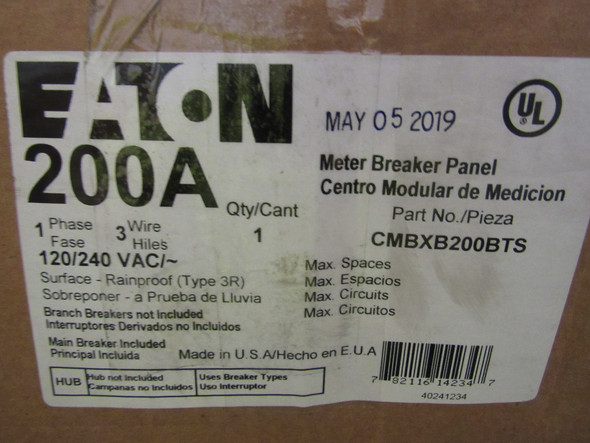 EATON
200A
MAY 05 2019
UL
Meter Breaker Panel
Centro Modular de Medicion
Part No./Pieza
CMBXB200BTS
Qty/Cant
1
1 Phase 3 Wire
Fase Hiles
120/240 VAC/~
Surface - Rainproof (Type 3R)
Sobreponer - a Prueba de Lluvia
Branch Breakers not Included
Interruptores Derivados no Incluidos
Max. Spaces
Max. Espacios
Max. Circuits
Max. Circuitos
Main Breaker Included
Principal Incluida
Made in U.S.A/Hecho en E.U.A
HUB
Hub not Included
Campanas no Incluidos
Uses Breaker Types
Uso Interruptor
7 82116 14234 7
40241234